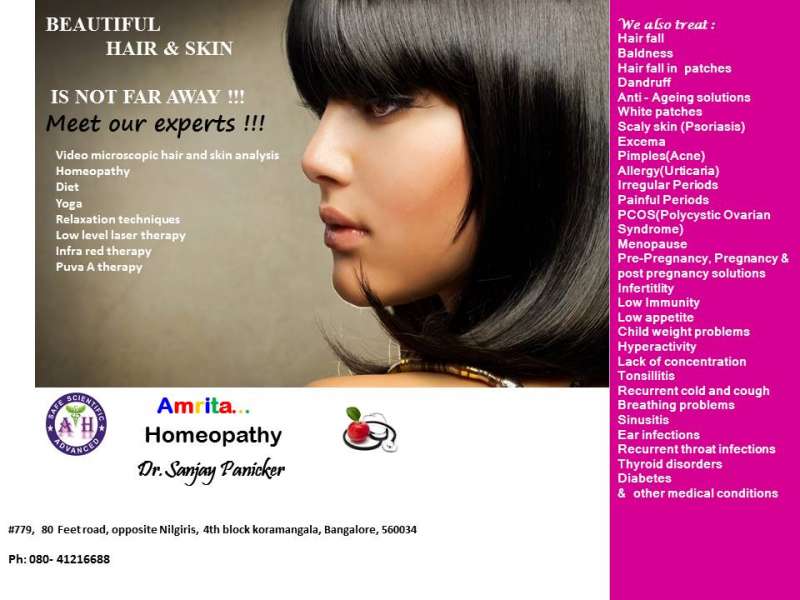 BEAUTIFUL
HAIR & SKIN
IS NOT FAR AWAY !!!
Meet our experts !!!
Video microscopic hair and skin analysis
Homeopathy
Diet
Yoga
Relaxation techniques
Low level laser therapy
Infra red therapy
Puva A therapy
We also treat :
Hair fall
Baldness
Hair fall in patches
Dandruff
Anti - Ageing solutions
White patches
Scaly skin (Psoriasis)
Excema
Pimples(Acne)
Allergy(Urticaria)
Irregular Periods
Painful Periods
PCOS(Polycystic Ovarian
Syndrome)
Menopause
Pre-Pregnancy, Pregnancy &
post pregnancy solutions
Infertitlity
Low Immunity
Low appetite
Child weight problems
Hyperactivity
Lack of concentration
Tonsillitis
Recurrent cold and cough
Breathing problems
Sinusitis
Ear infections
Recurrent throat infections
Thyroid disorders
Diabetes
& other medical conditions
SAFE SCIENTIFIC
AH
ADVANCED
Amrita...
Homeopathy
Dr. Sanjay Panicker
#779, 80 Feet road, opposite Nilgiris, 4th block koramangala, Bangalore, 560034
Ph: 080- 41216688